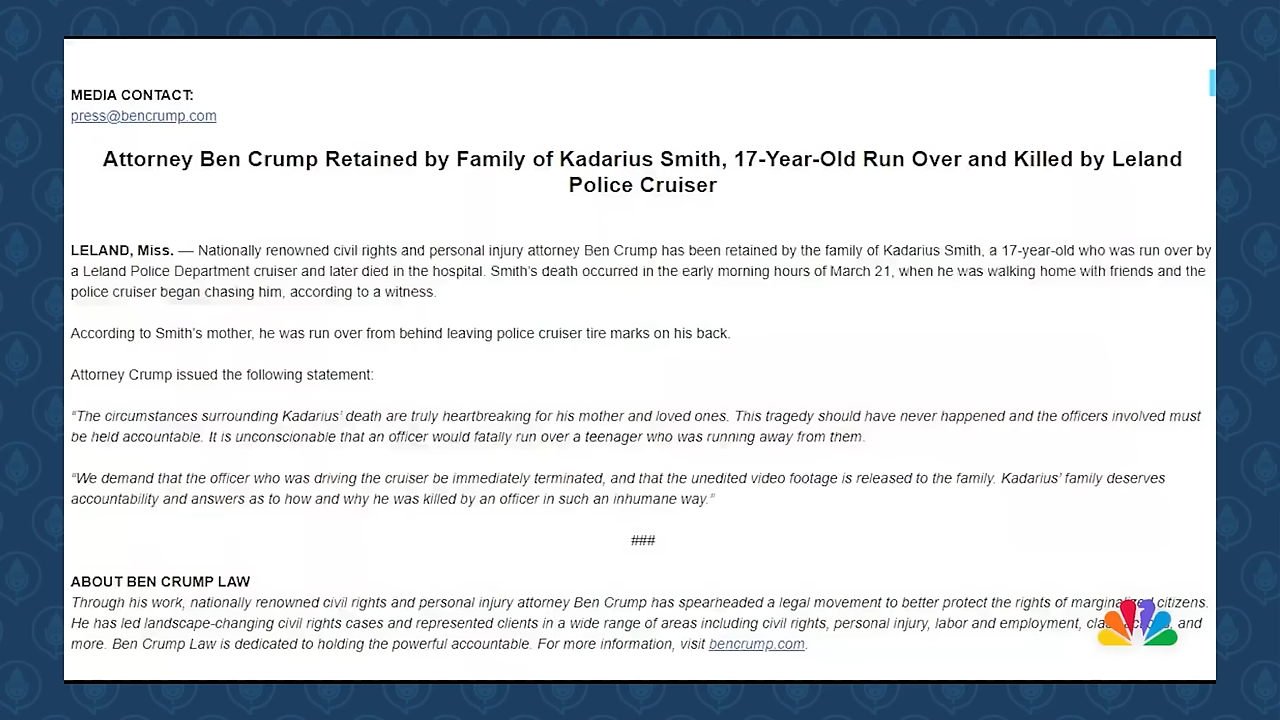 MEDIA CONTACT:
press@bencrump.com
Attorney Ben Crump Retained by Family of Kadarius Smith, 17-Year-Old Run Over and Killed by Leland
Police Cruiser
LELAND, Miss. — Nationally renowned civil rights and personal injury attorney Ben Crump has been retained by the family of Kadarius Smith, a 17-year-old who was run over by
a Leland Police Department cruiser and later died in the hospital. Smith's death occurred in the early morning hours of March 21, when he was walking home with friends and the
police cruiser began chasing him, according to a witness.
According to Smith's mother, he was run over from behind leaving police cruiser tire marks on his back.
Attorney Crump issued the following statement:
“The circumstances surrounding Kadarius’ death are truly heartbreaking for his mother and loved ones. This tragedy should have never happened and the officers involved must
be held accountable. It is unconscionable that an officer would fatally run over a teenager who was running away from them.
“We demand that the officer who was driving the cruiser be immediately terminated, and that the unedited video footage is released to the family. Kadarius’ family deserves
accountability and answers as to how and why he was killed by an officer in such an inhumane way.”
###
ABOUT BEN CRUMP LAW
Through his work, nationally renowned civil rights and personal injury attorney Ben Crump has spearheaded a legal movement to better protect the rights of marginalized citizens.
He has led landscape-changing civil rights cases and represented clients in a wide range of areas including civil rights, personal injury, labor and employment, and
more. Ben Crump Law is dedicated to holding the powerful accountable. For more information, visit bencrump.com.